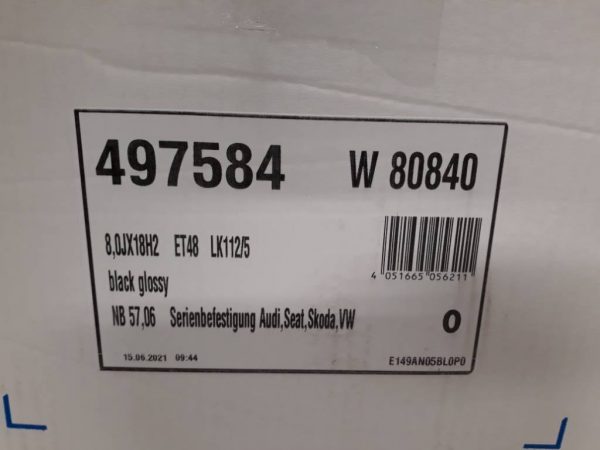 497584 W 80840
8,0JX18H2 ET48 LK112/5
black glossy
4 051665 056211
NB 57,06 Serienbefestigung Audi,Seat,Skoda,VW 0
15.06.2021 09:44 E149AN05BL0P0